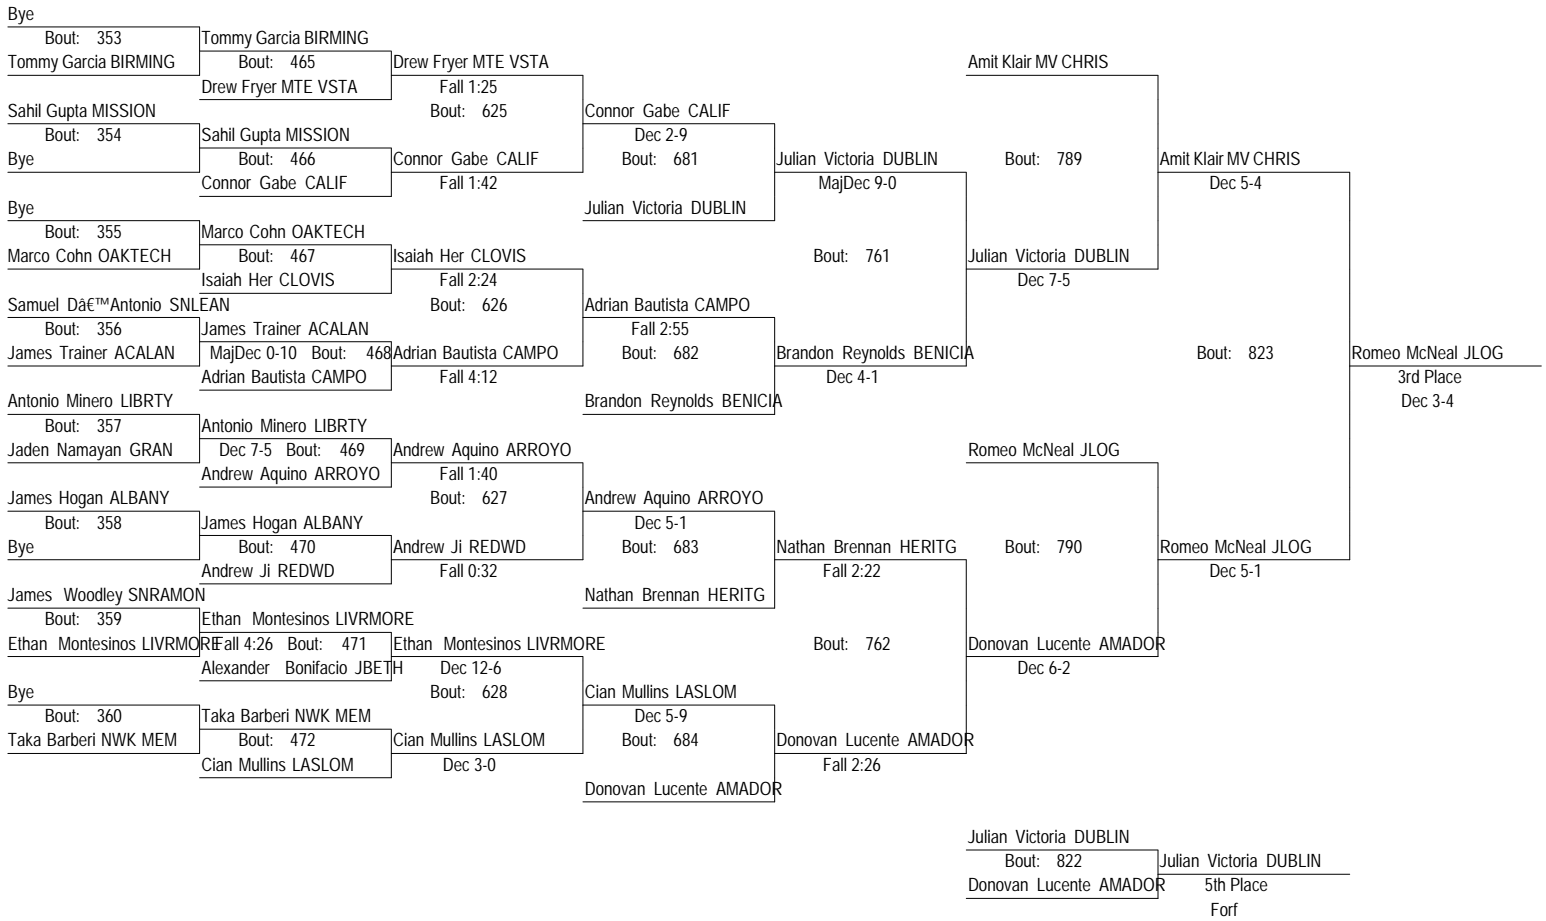 Bye
Bout: 353 Tommy Garcia BIRMING
Tommy Garcia BIRMING Bout: 465 Drew Fryer MTE VSTA Amit Klair MV CHRIS
Drew Fryer MTE VSTA Fall 1:25
Sahil Gupta MISSION Bout: 625 Connor Gabe CALIF
Bout: 354 Sahil Gupta MISSION Dec 2-9
Bye Bout: 466 Connor Gabe CALIF Bout: 681 Julian Victoria DUBLIN Bout: 789 Amit Klair MV CHRIS
Connor Gabe CALIF Fall 1:42 MajDec 9-0 Dec 5-4
Bye Julian Victoria DUBLIN
Bout: 355 Marco Cohn OAKTECH
Marco Cohn OAKTECH Bout: 467 Isaiah Her CLOVIS Bout: 761 Julian Victoria DUBLIN
Isaiah Her CLOVIS Fall 2:24 Dec 7-5
Samuel Dâ€™Antonio SNLEAN Bout: 626 Adrian Bautista CAMPO
Bout: 356 James Trainer ACALAN Fall 2:55
James Trainer ACALAN MajDec 0-10 Bout: 468 Adrian Bautista CAMPO Bout: 682 Brandon Reynolds BENICIA Bout: 823 Romeo McNeal JLOG
Adrian Bautista CAMPO Fall 4:12 Dec 4-1 3rd Place
Antonio Minero LIBRTY Brandon Reynolds BENICIA Dec 3-4
Bout: 357 Antonio Minero LIBRTY
Jaden Namayan GRAN Dec 7-5 Bout: 469 Andrew Aquino ARROYO Romeo McNeal JLOG
Andrew Aquino ARROYO Fall 1:40
James Hogan ALBANY Bout: 627 Andrew Aquino ARROYO
Bout: 358 James Hogan ALBANY Dec 5-1
Bye Bout: 470 Andrew Ji REDWD Bout: 683 Nathan Brennan HERITG Bout: 790 Romeo McNeal JLOG
Andrew Ji REDWD Fall 0:32 Fall 2:22 Dec 5-1
James Woodley SNRAMON Nathan Brennan HERITG
Bout: 359 Ethan Montesinos LIVRMORE
Ethan Montesinos LIVRMORE Fall 4:26 Bout: 471 Ethan Montesinos LIVRMORE Bout: 762 Donovan Lucente AMADOR
Alexander Bonifacio JBETH Dec 12-6 Dec 6-2
Bye Bout: 628 Cian Mullins LASLOM
Bout: 360 Taka Barberi NWK MEM Dec 5-9
Taka Barberi NWK MEM Bout: 472 Cian Mullins LASLOM Bout: 684 Donovan Lucente AMADOR
Cian Mullins LASLOM Dec 3-0 Fall 2:26
Donovan Lucente AMADOR
Julian Victoria DUBLIN
Bout: 822 Julian Victoria DUBLIN
Donovan Lucente AMADOR 5th Place
Forf